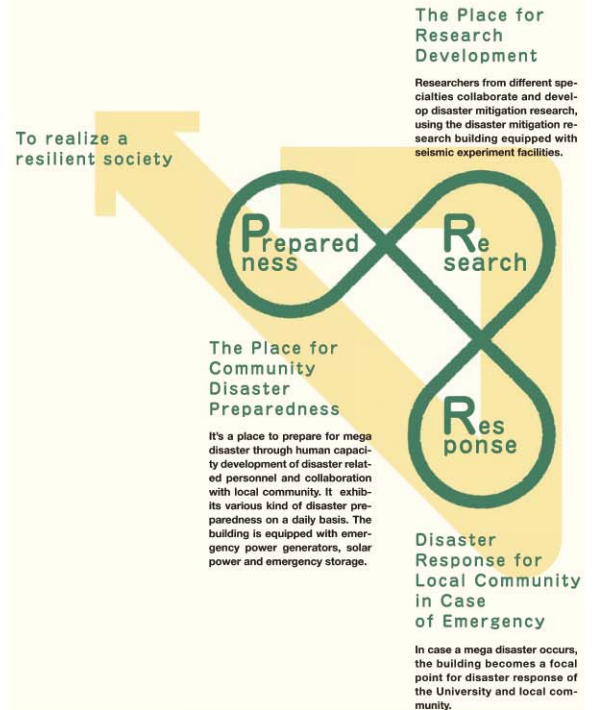 The Place for
Research
Development
Researchers from different spe-
cialties collaborate and devel-
op disaster mitigation research,
using the disaster mitigation re-
search building equipped with
seismic experiment facilities.
To realize a
resilient society
Prepared
ness
Re
search
The Place for
Community
Disaster
Preparedness
It's a place to prepare for mega
disaster through human capaci-
ty development of disaster relat-
ed personnel and collaboration
with local community. It exhib-
its various kind of disaster pre-
paredness on a daily basis. The
building is equipped with emer-
gency power generators, solar
power and emergency storage.
Res
ponse
Disaster
Response for
Local Community
in Case
of Emergency
In case a mega disaster occurs,
the building becomes a focal
point for disaster response of
the University and local com-
munity.